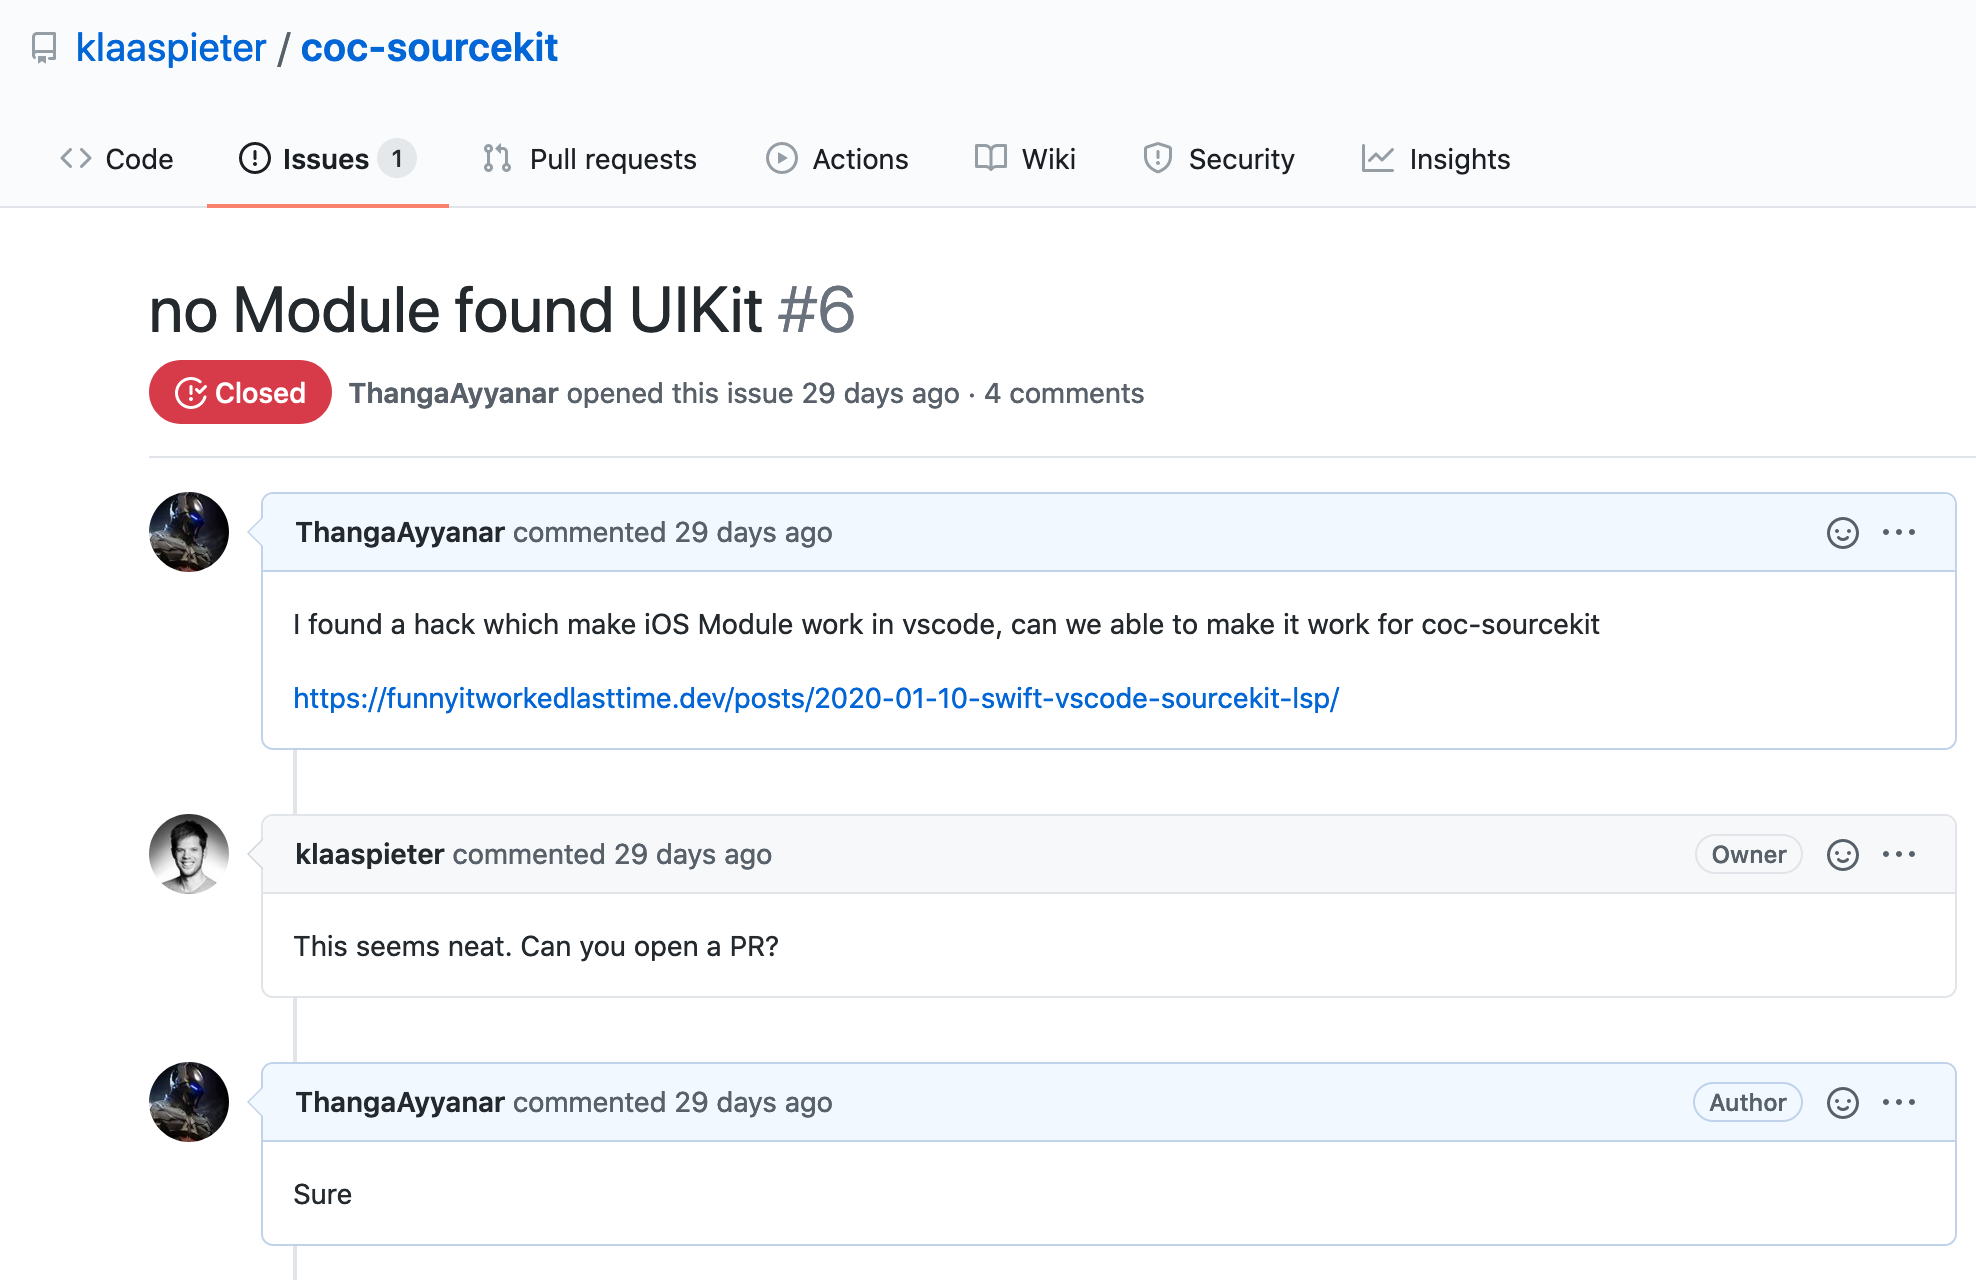 klaaspieter / coc-sourcekit
Code Issues 1 Pull requests Actions Wiki Security Insights
no Module found UIKit #6
Closed ThangaAyyanar opened this issue 29 days ago · 4 comments
ThangaAyyanar commented 29 days ago
I found a hack which make iOS Module work in vscode, can we able to make it work for coc-sourcekit
https://funnyitworkedlasttime.dev/posts/2020-01-10-swift-vscode-sourcekit-lsp/
klaaspieter commented 29 days ago Owner
This seems neat. Can you open a PR?
ThangaAyyanar commented 29 days ago Author
Sure